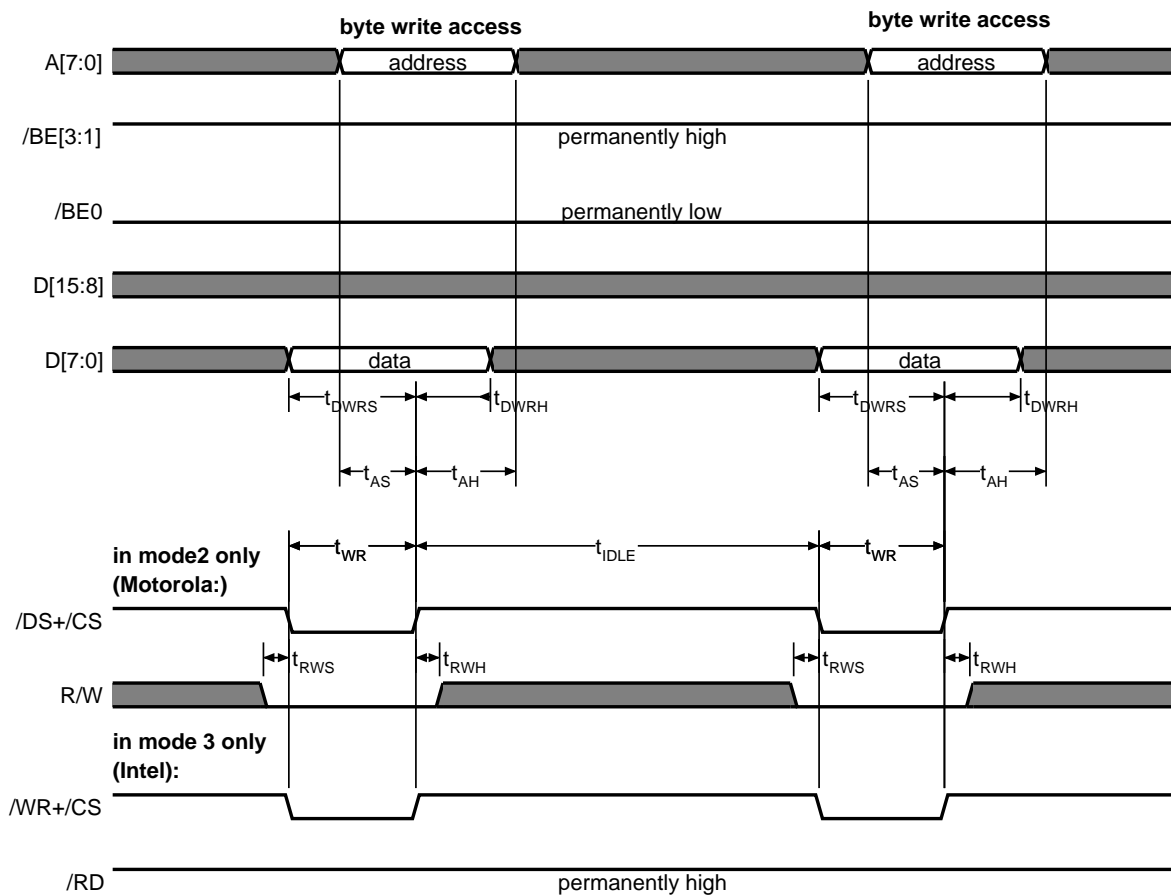 byte write access byte write access
A[7:0] address address
/BE[3:1] permanently high
/BE0 permanently low
D[15:8]
D[7:0] data data
tDWRS tDWRH tDWRS tDWRH
tAS tAH tAS tAH
tWR tIDLE tWR
in mode2 only
(Motorola:)
/DS+/CS
tRWS tRWH tRWS tRWH
R/W
in mode 3 only
(Intel):
/WR+/CS
/RD permanently high